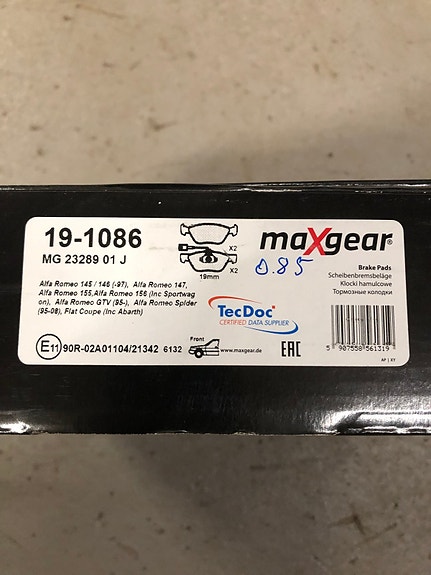 19-1086
MG 23289 01 J
X2
X2
19mm
maXgear
0.85
Brake Pads
Scheibenbremsbeläge
Klocki hamulcowe
Тормозные колодки
Alfa Romeo 145 / 146 (-97), Alfa Romeo 147,
Alfa Romeo 155,Alfa Romeo 156 (Inc Sportwag
on), Alfa Romeo GTV (95-), Alfa Romeo Spider
(95-08), Fiat Coupe (Inc Abarth)
TecDoc
CERTIFIED DATA SUPPLIER
E11 90R-02A01104/21342 6132
Front
www.maxgear.de
EAC
5 907558 561319
AP | XY